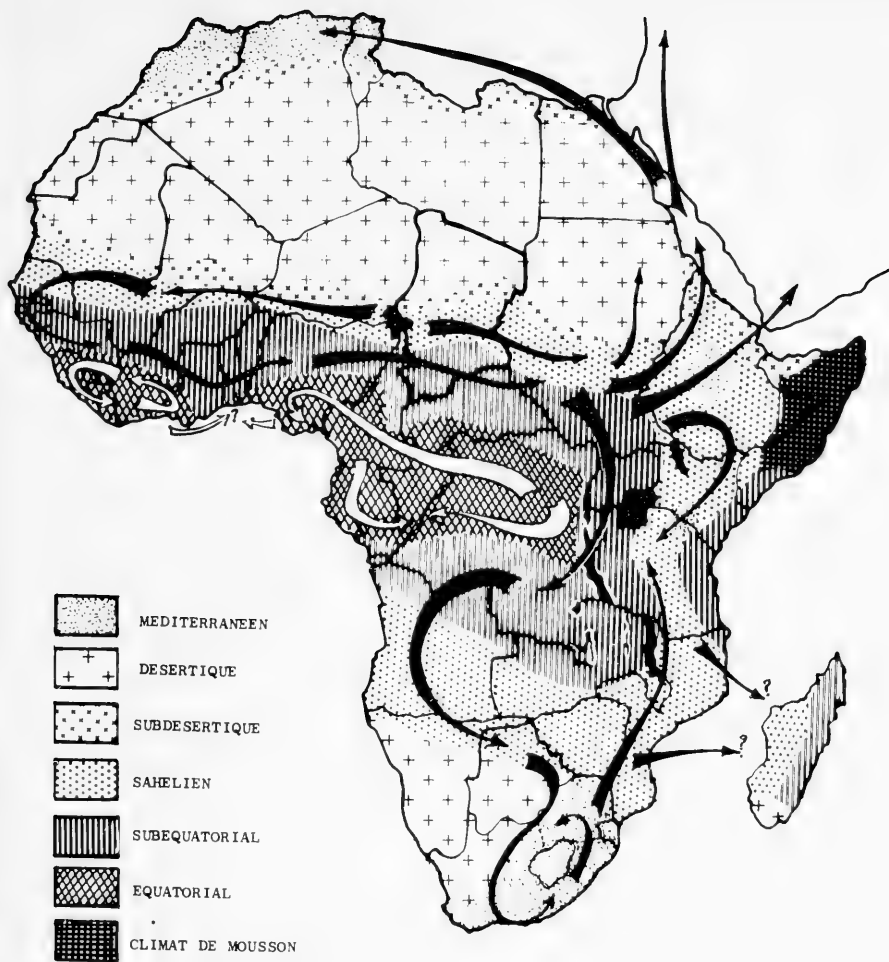 ?
?
?
MEDITERRANEEN
DESERTIQUE
SUBDESERTIQUE
SAHELIEN
SUBEQUATORIAL
EQUATORIAL
CLIMAT DE MOUSSON